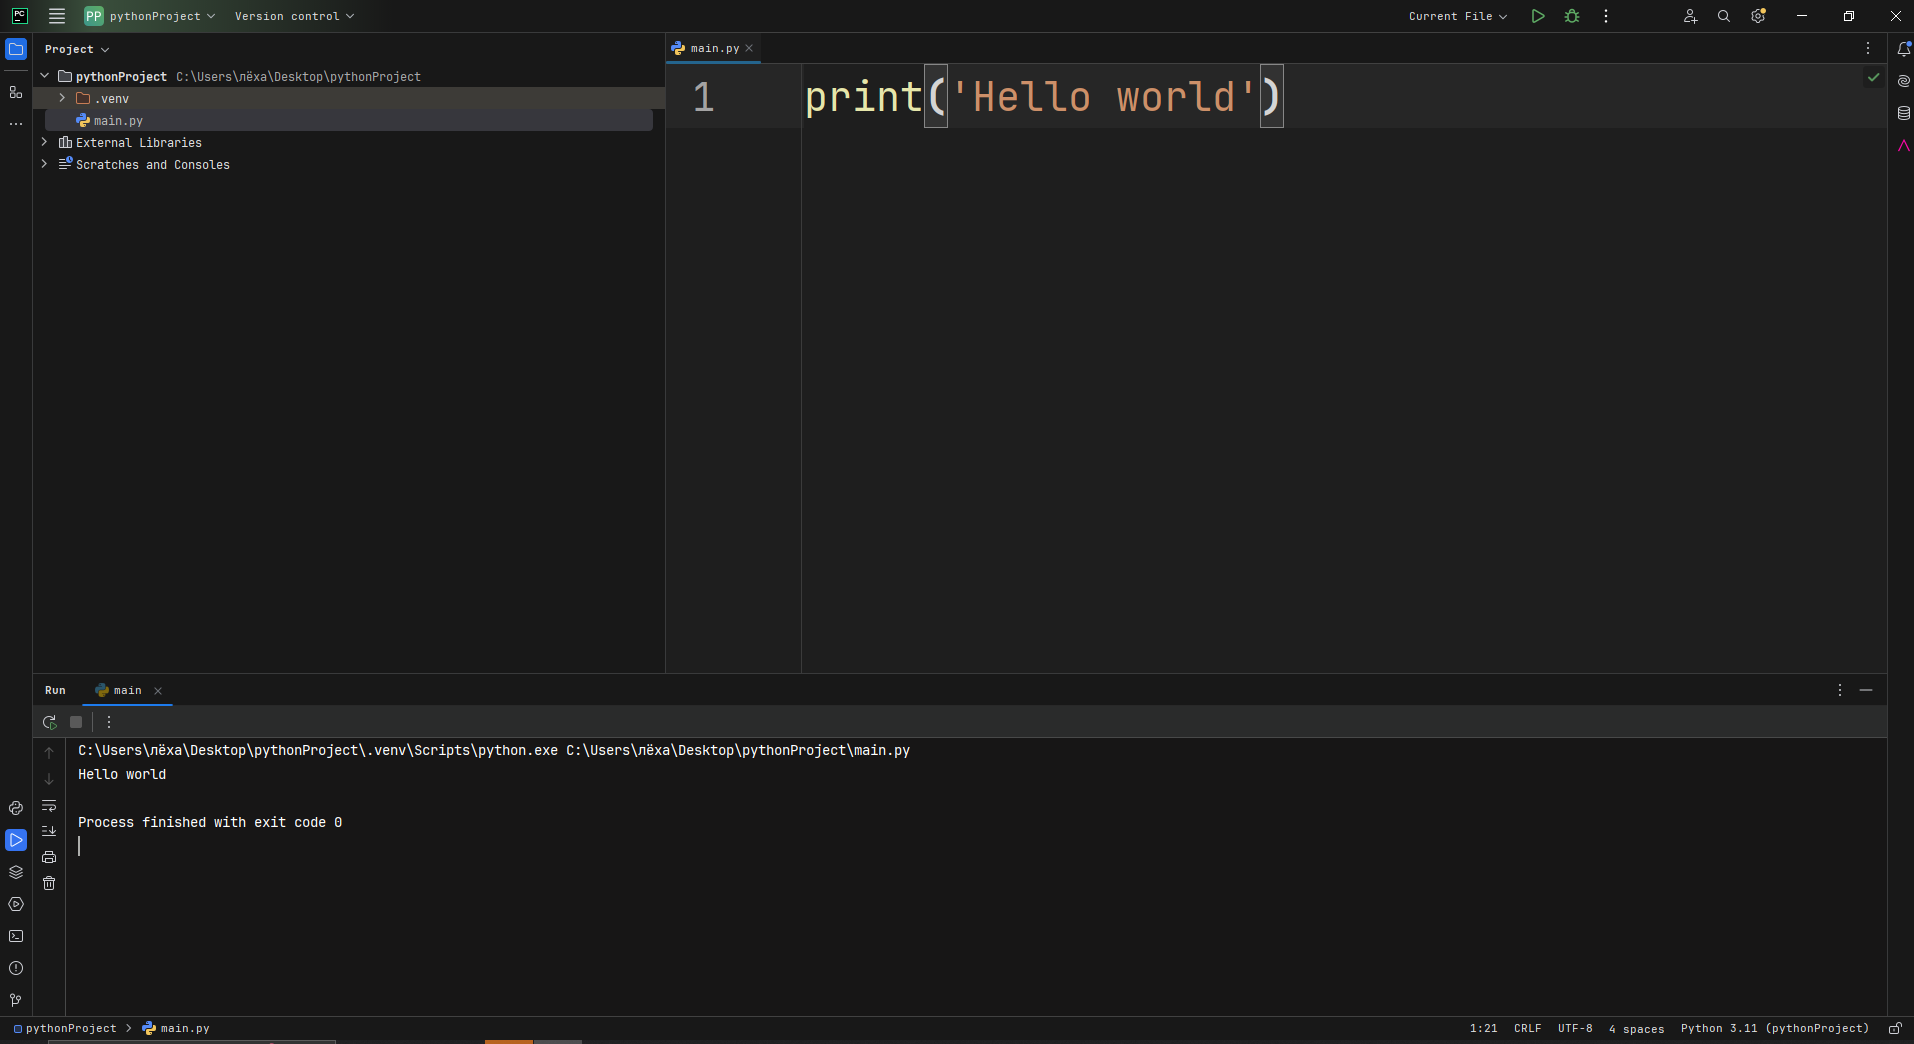 PC
PP pythonProject Version control Current File
Project
main.py
pythonProject C:\Users\лёха\Desktop\pythonProject
.venv
main.py
External Libraries
Scratches and Consoles
1 print('Hello world')
Run main
C:\Users\лёха\Desktop\pythonProject\.venv\Scripts\python.exe C:\Users\лёха\Desktop\pythonProject\main.py
Hello world
Process finished with exit code 0
pythonProject > main.py 1:21 CRLF UTF-8 4 spaces Python 3.11 (pythonProject)